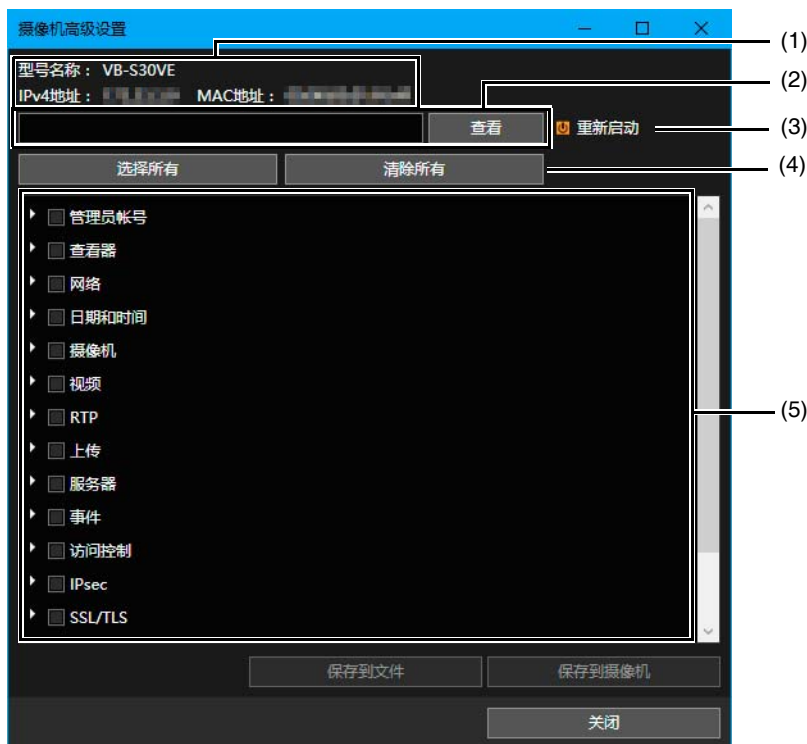 摄像机高级设置
(1)
型号名称： VB-S30VE
(2)
IPv4地址： MAC地址：
查看
重新启动
(3)
选择所有 清除所有
(4)
管理员帐号
查看器
网络
日期和时间
摄像机
视频
RTP
(5)
上传
服务器
事件
访问控制
IPsec
SSL/TLS
保存到文件 保存到摄像机
关闭